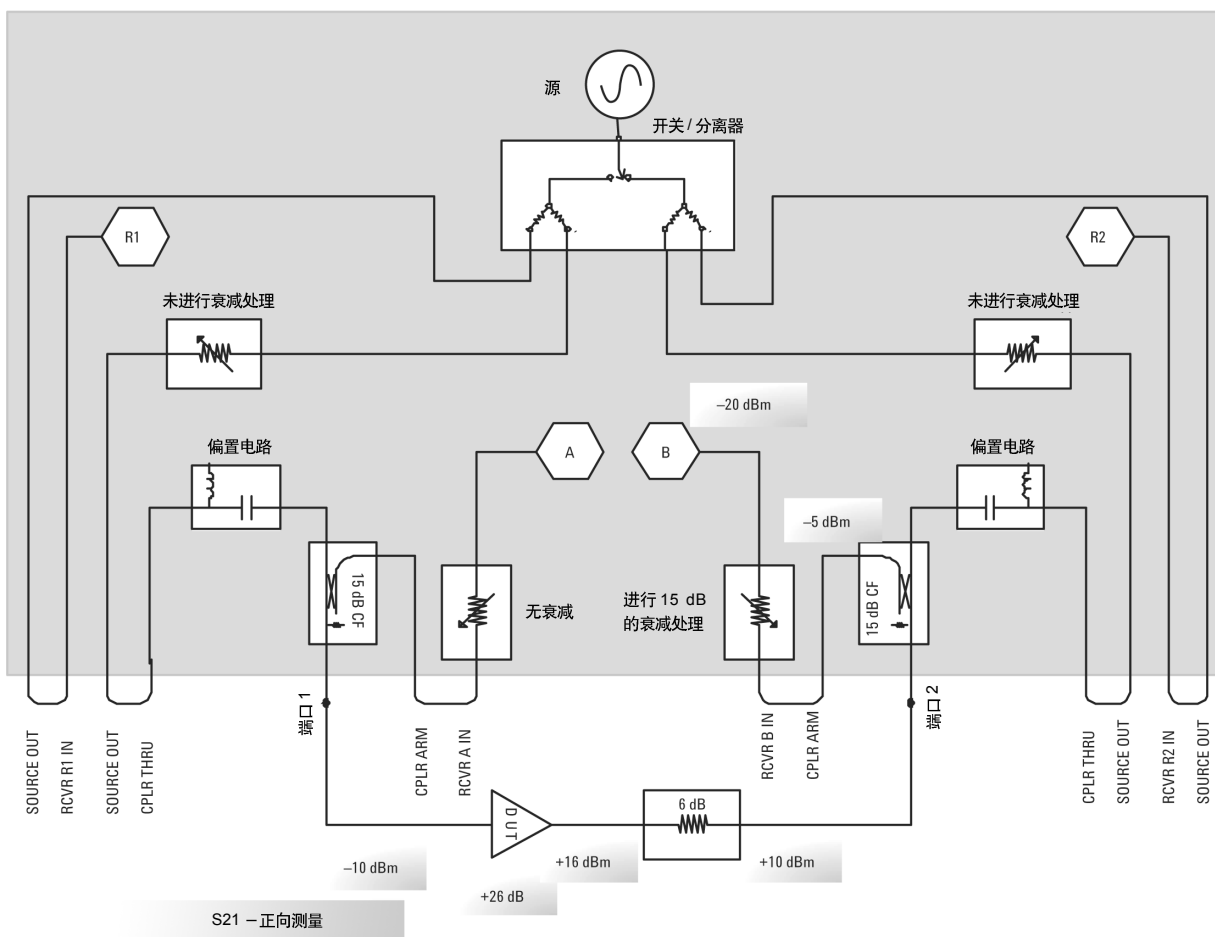 源
开关 / 分离器
R1
R2
未进行衰减处理
未进行衰减处理
–20 dBm
偏置电路
A
B
偏置电路
–5 dBm
15 dB CF
无衰减
进行 15 dB
的衰减处理
15 dB CF
端口 1
端口 2
SOURCE OUT
RCVR R1 IN
SOURCE OUT
CPLR THRU
CPLR ARM
RCVR A IN
RCVR B IN
CPLR ARM
CPLR THRU
SOURCE OUT
RCVR R2 IN
SOURCE OUT
DUT
6 dB
–10 dBm
+16 dBm
+10 dBm
+26 dB
S21 – 正向测量